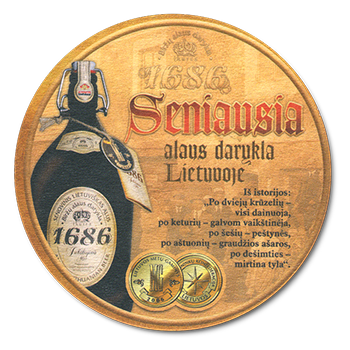 1686
Seniausia
alaus darykla
Lietuvoje
Iš istorijos:
„Po dviejų krūzelių –
visi dainuoja,
po keturių – galvom vaikštinėja,
po šešių – peštynės,
po aštuonių – graudžios ašaros,
po dešimties –
mirtina tyla“.
1686